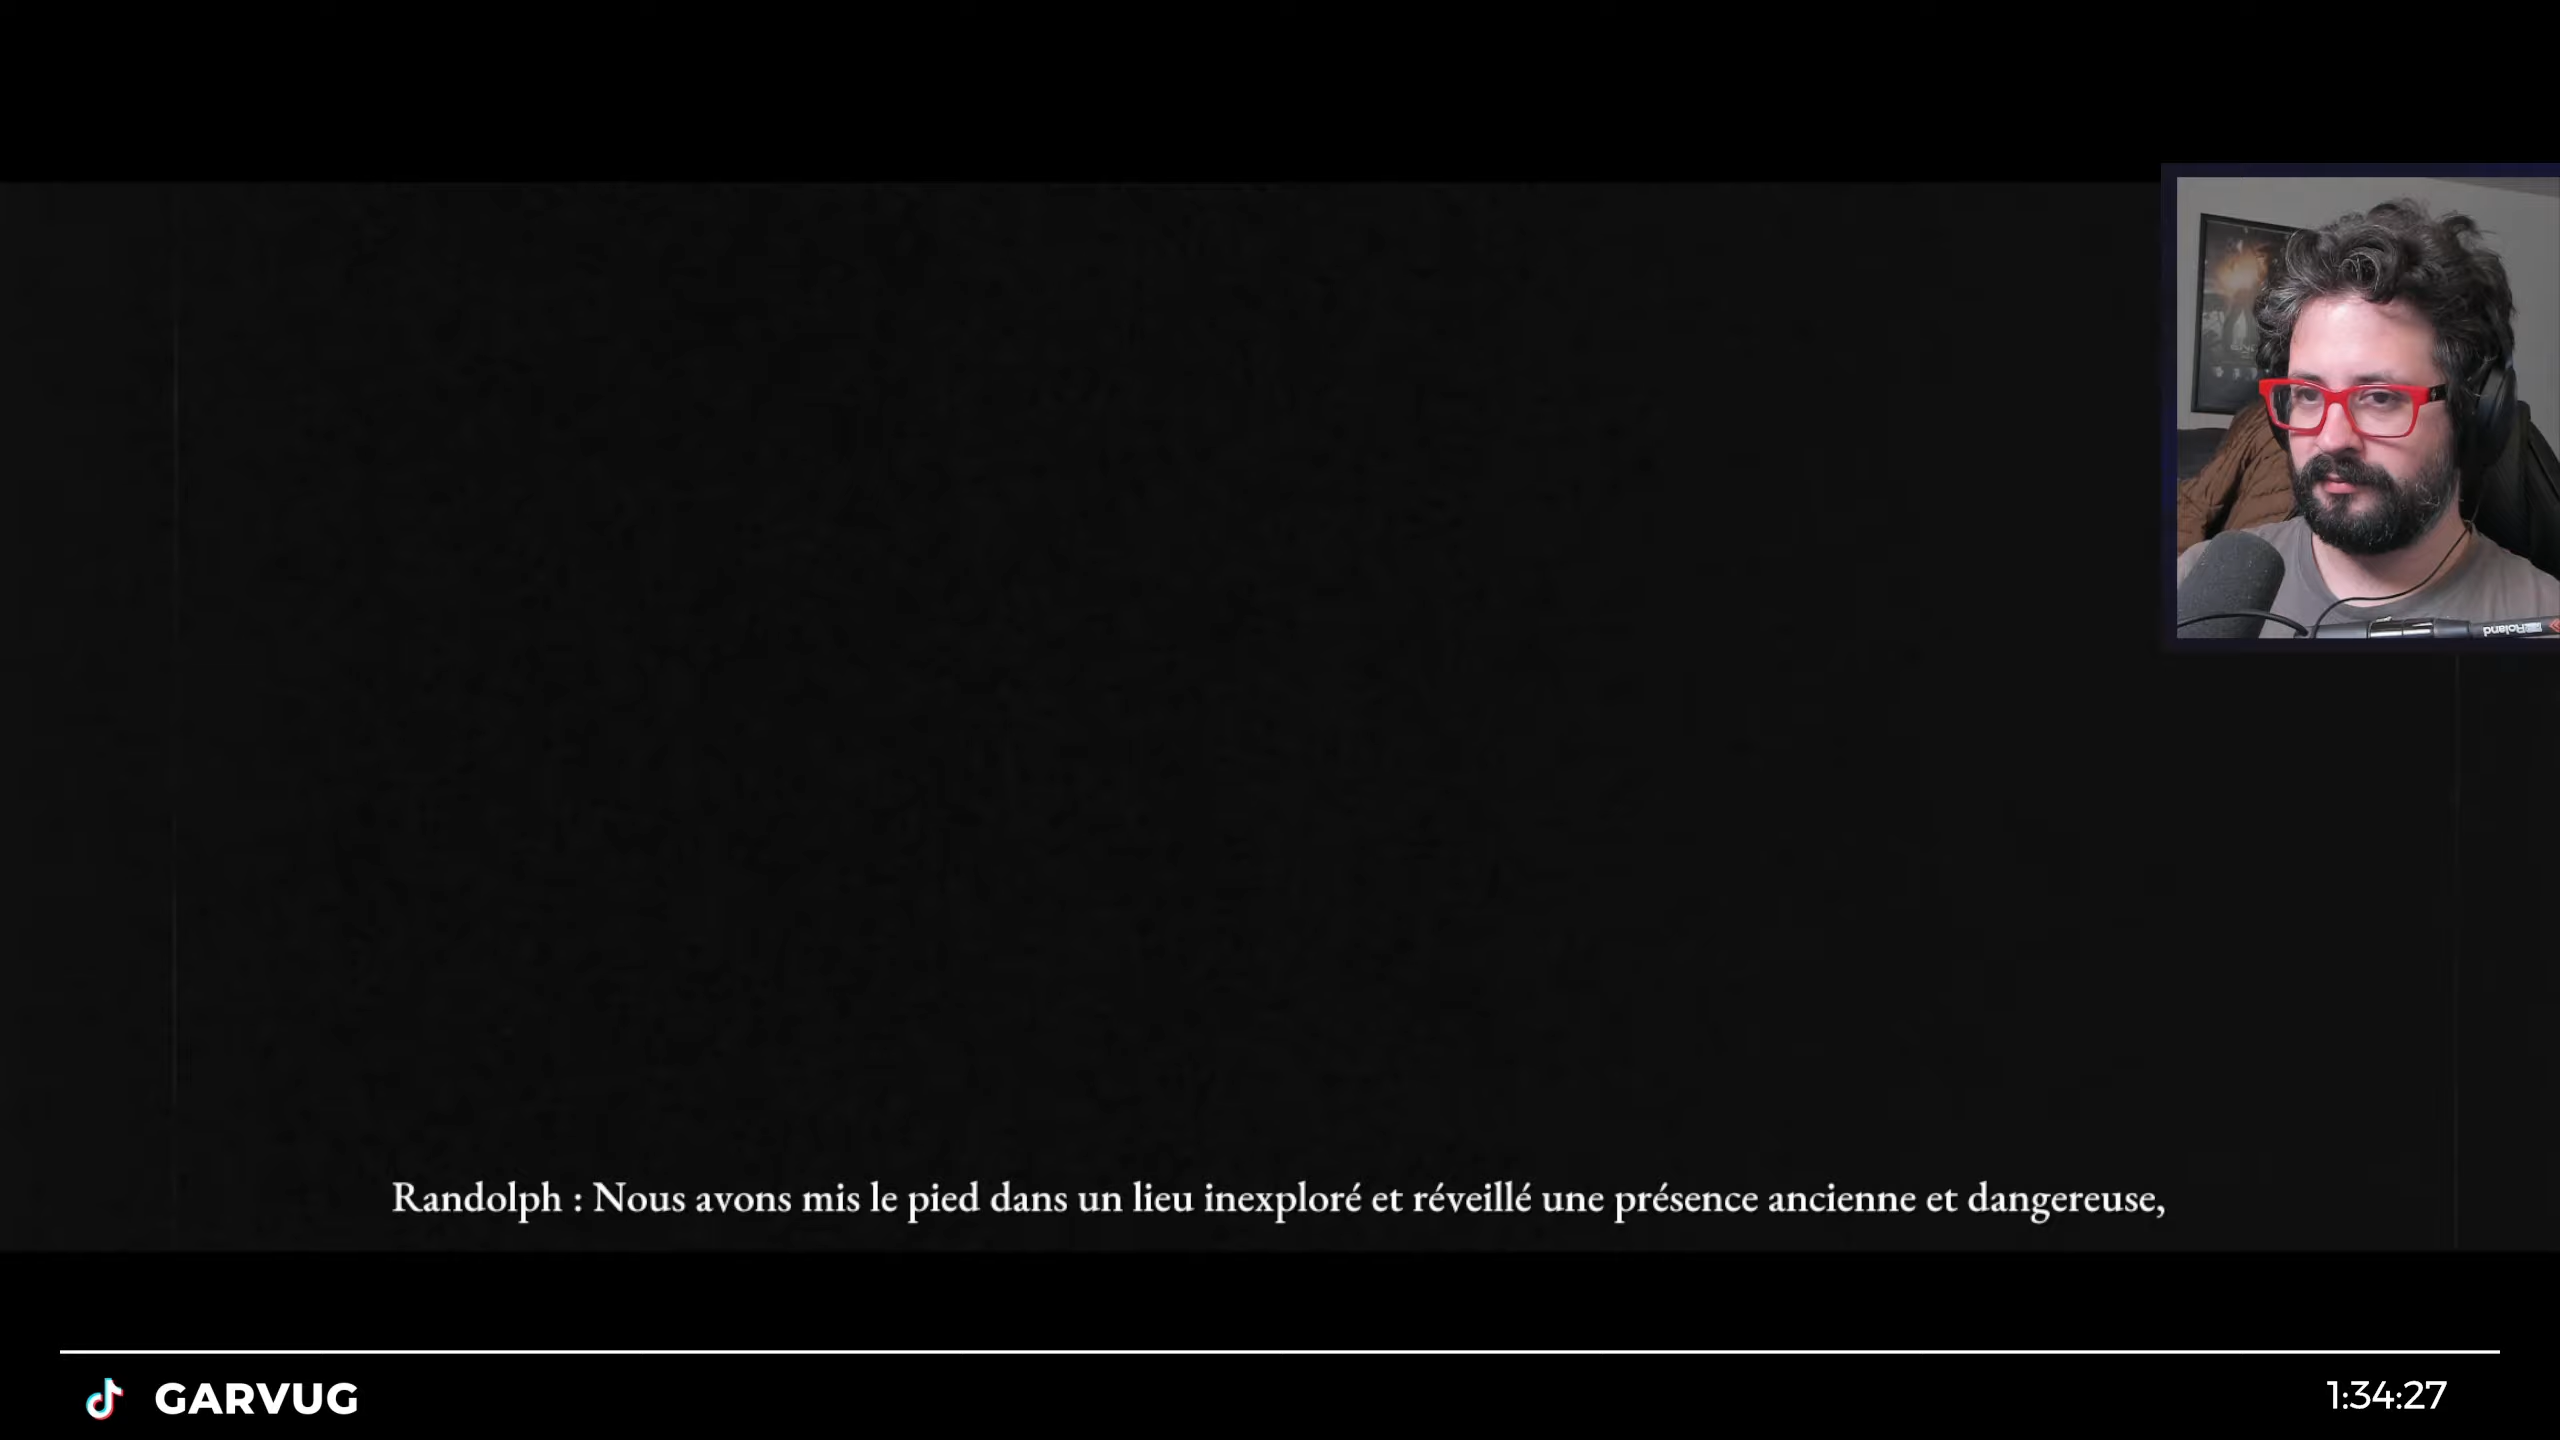 Randolph : Nous avons mis le pied dans un lieu inexploré et réveillé une présence ancienne et dangereuse,
GARVUG
1:34:27
Roland